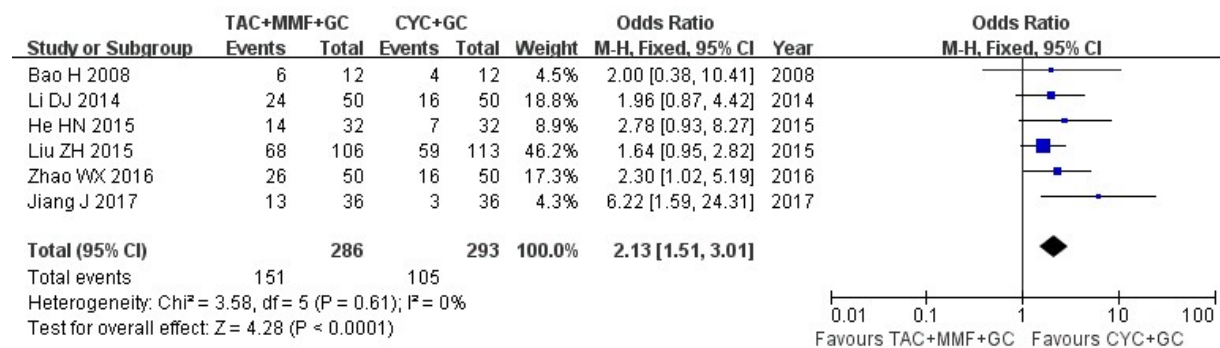 TAC+MMF+GC CYC+GC Odds Ratio Odds Ratio
Study or Subgroup Events Total Events Total Weight M-H, Fixed, 95% CI Year M-H, Fixed, 95% CI
Bao H 2008 6 12 4 12 4.5% 2.00 [0.38, 10.41] 2008
Li DJ 2014 24 50 16 50 18.8% 1.96 [0.87, 4.42] 2014
He HN 2015 14 32 7 32 8.9% 2.78 [0.93, 8.27] 2015
Liu ZH 2015 68 106 59 113 46.2% 1.64 [0.95, 2.82] 2015
Zhao WX 2016 26 50 16 50 17.3% 2.30 [1.02, 5.19] 2016
Jiang J 2017 13 36 3 36 4.3% 6.22 [1.59, 24.31] 2017
Total (95% CI) 286 293 100.0% 2.13 [1.51, 3.01]
Total events 151 105
Heterogeneity: Chi² = 3.58, df = 5 (P = 0.61); I² = 0%
Test for overall effect: Z = 4.28 (P < 0.0001)
0.01 0.1 1 10 100
Favours TAC+MMF+GC Favours CYC+GC